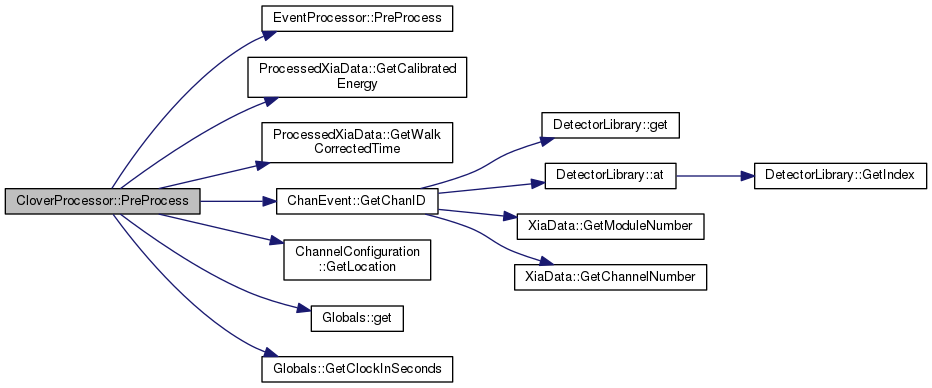 EventProcessor::PreProcess
ProcessedXiaData::GetCalibrated
Energy
ProcessedXiaData::GetWalk
CorrectedTime
CloverProcessor::PreProcess
ChanEvent::GetChanID
DetectorLibrary::get
DetectorLibrary::at
DetectorLibrary::GetIndex
XiaData::GetModuleNumber
XiaData::GetChannelNumber
ChannelConfiguration
::GetLocation
Globals::get
Globals::GetClockInSeconds